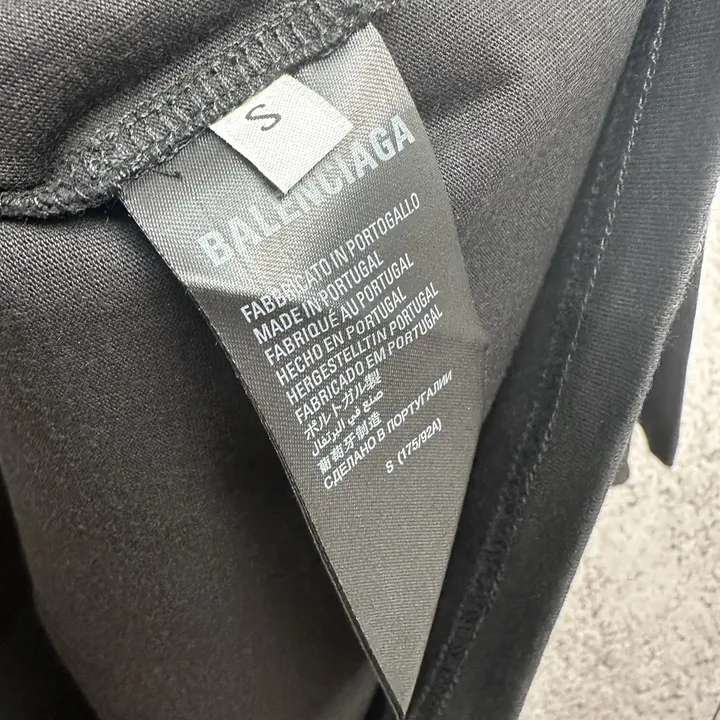 S
BALENCIAGA
FABBRICATO IN PORTOGALLO
MADE IN PORTUGAL
FABRIQUÉ AU PORTUGAL
HECHO EN PORTUGAL
HERGESTELLT IN PORTUGAL
FABRICADO EM PORTUGAL
ポルトガル製
صنع في البرتغال
葡萄牙制造
СДЕЛАНО В ПОРТУГАЛИИ
S (175/92A)